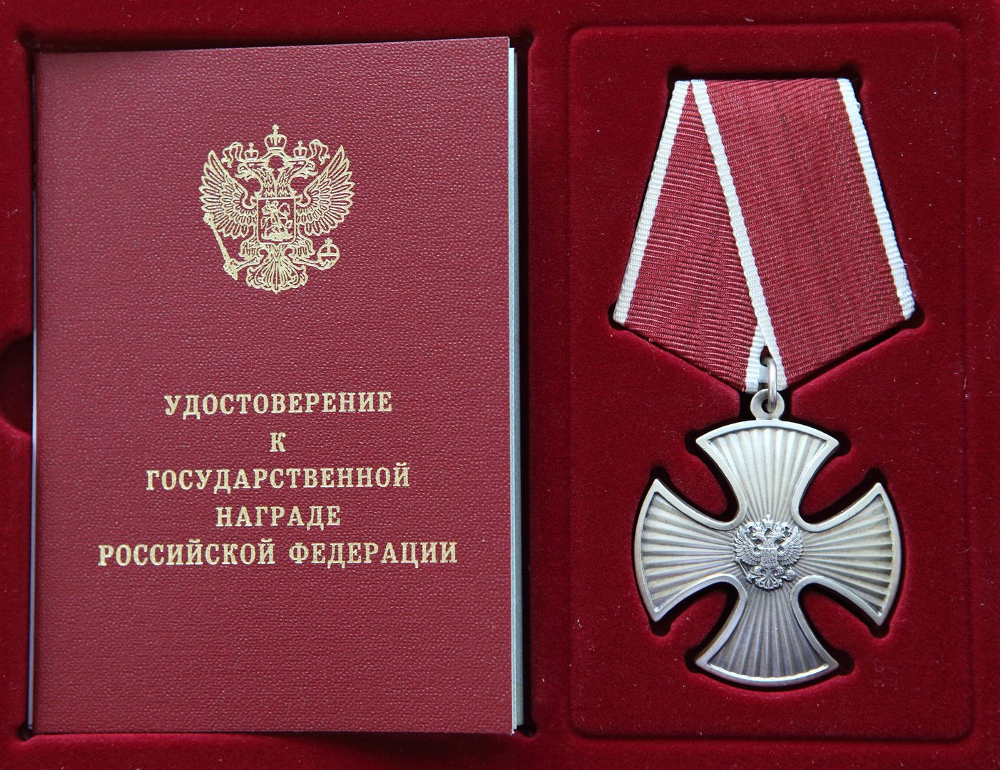 УДОСТОВЕРЕНИЕ
К
ГОСУДАРСТВЕННОЙ
НАГРАДЕ
РОССИЙСКОЙ ФЕДЕРАЦИИ